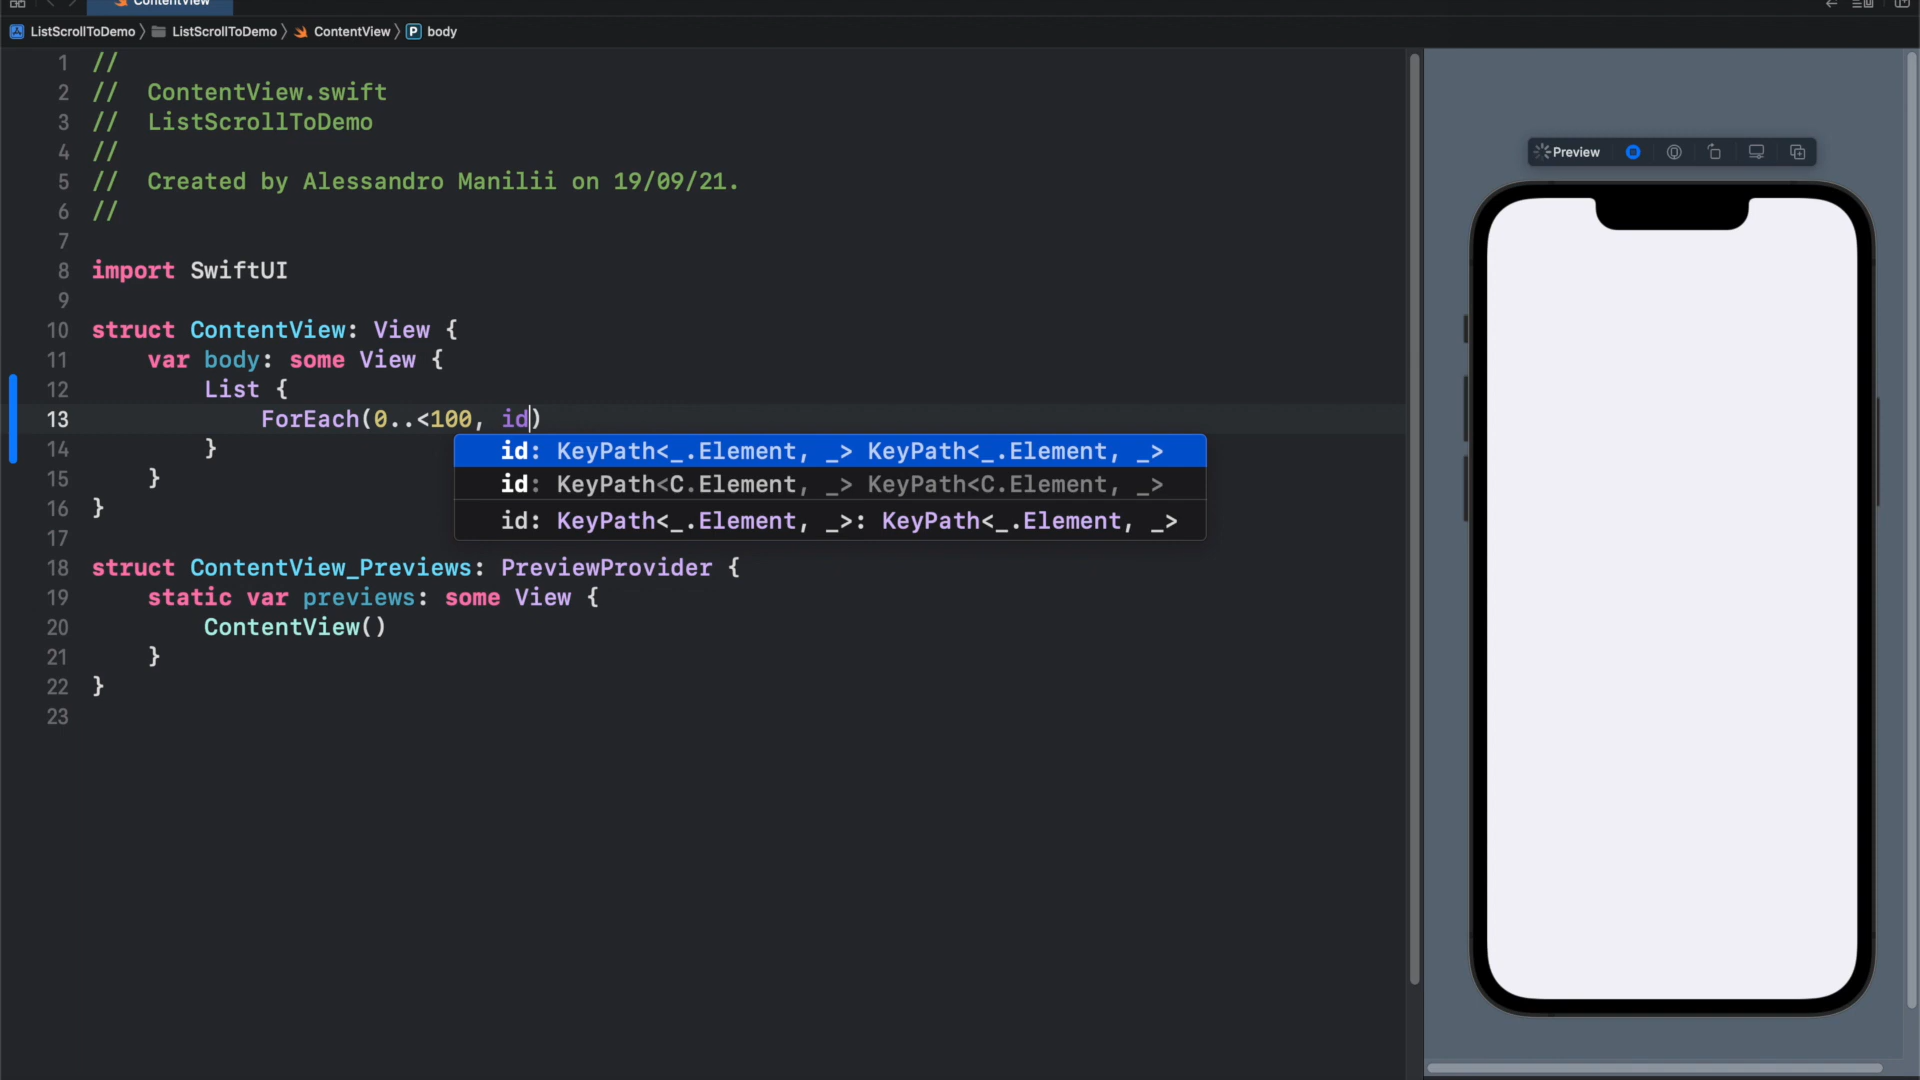 ContentView
ListScrollToDemo ListScrollToDemo ContentView P body
1 //
2 //  ContentView.swift
3 //  ListScrollToDemo
4 //
5 //  Created by Alessandro Manilii on 19/09/21.
6 //
7
8 import SwiftUI
9
10 struct ContentView: View {
11     var body: some View {
12         List {
13             ForEach(0..<100, id)
id: KeyPath<_.Element, _> KeyPath<_.Element, _>
id: KeyPath<C.Element, _> KeyPath<C.Element, _>
id: KeyPath<_.Element, _>: KeyPath<_.Element, _>
14         }
15     }
16 }
17
18 struct ContentView_Previews: PreviewProvider {
19     static var previews: some View {
20         ContentView()
21     }
22 }
23
Preview